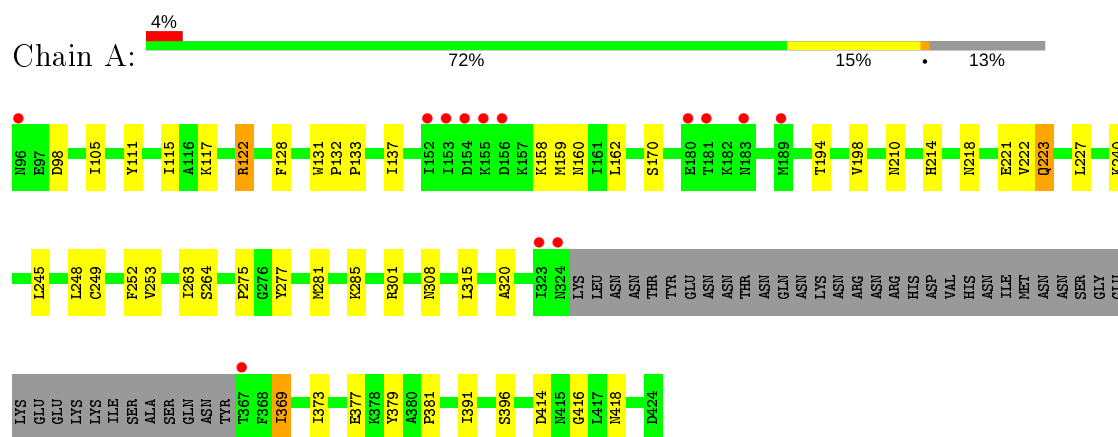 4%
Chain A:
72% 15% • 13%
N96 E97 D98 I105 Y111 I115 A116 K117 R122 F128 W131 P132 P133 I137 I152 I153 D154 K155 D156 K157 K158 M159 N160 I161 L162 S170 E180 T181 K182 N183 M189 T194 V198 N210 H214 N218 E221 V222 Q223 L227 K240
L245 L248 C249 F252 V253 I263 S264 P275 G276 Y277 M281 K285 R301 N308 L315 A320 I323 N324 LYS LEU ASN ASN THR TYR GLU ASN ASN THR ASN GLN ASN LYS ASN ARG ASN ARG HIS ASP VAL HIS ASN ILE MET ASN ASN SER GLY GLU
LYS GLU GLU LYS LYS ILE SER ALA SER GLN ASN TYR T367 F368 I369 I373 E377 K378 Y379 A380 P381 I391 S396 D414 N415 G416 L417 N418 D424